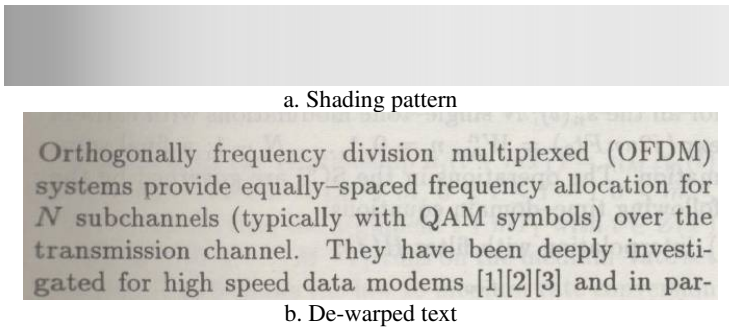 a. Shading pattern
Orthogonally frequency division multiplexed (OFDM)
systems provide equally–spaced frequency allocation for
N subchannels (typically with QAM symbols) over the
transmission channel. They have been deeply investi-
gated for high speed data modems [1][2][3] and in par-
b. De-warped text